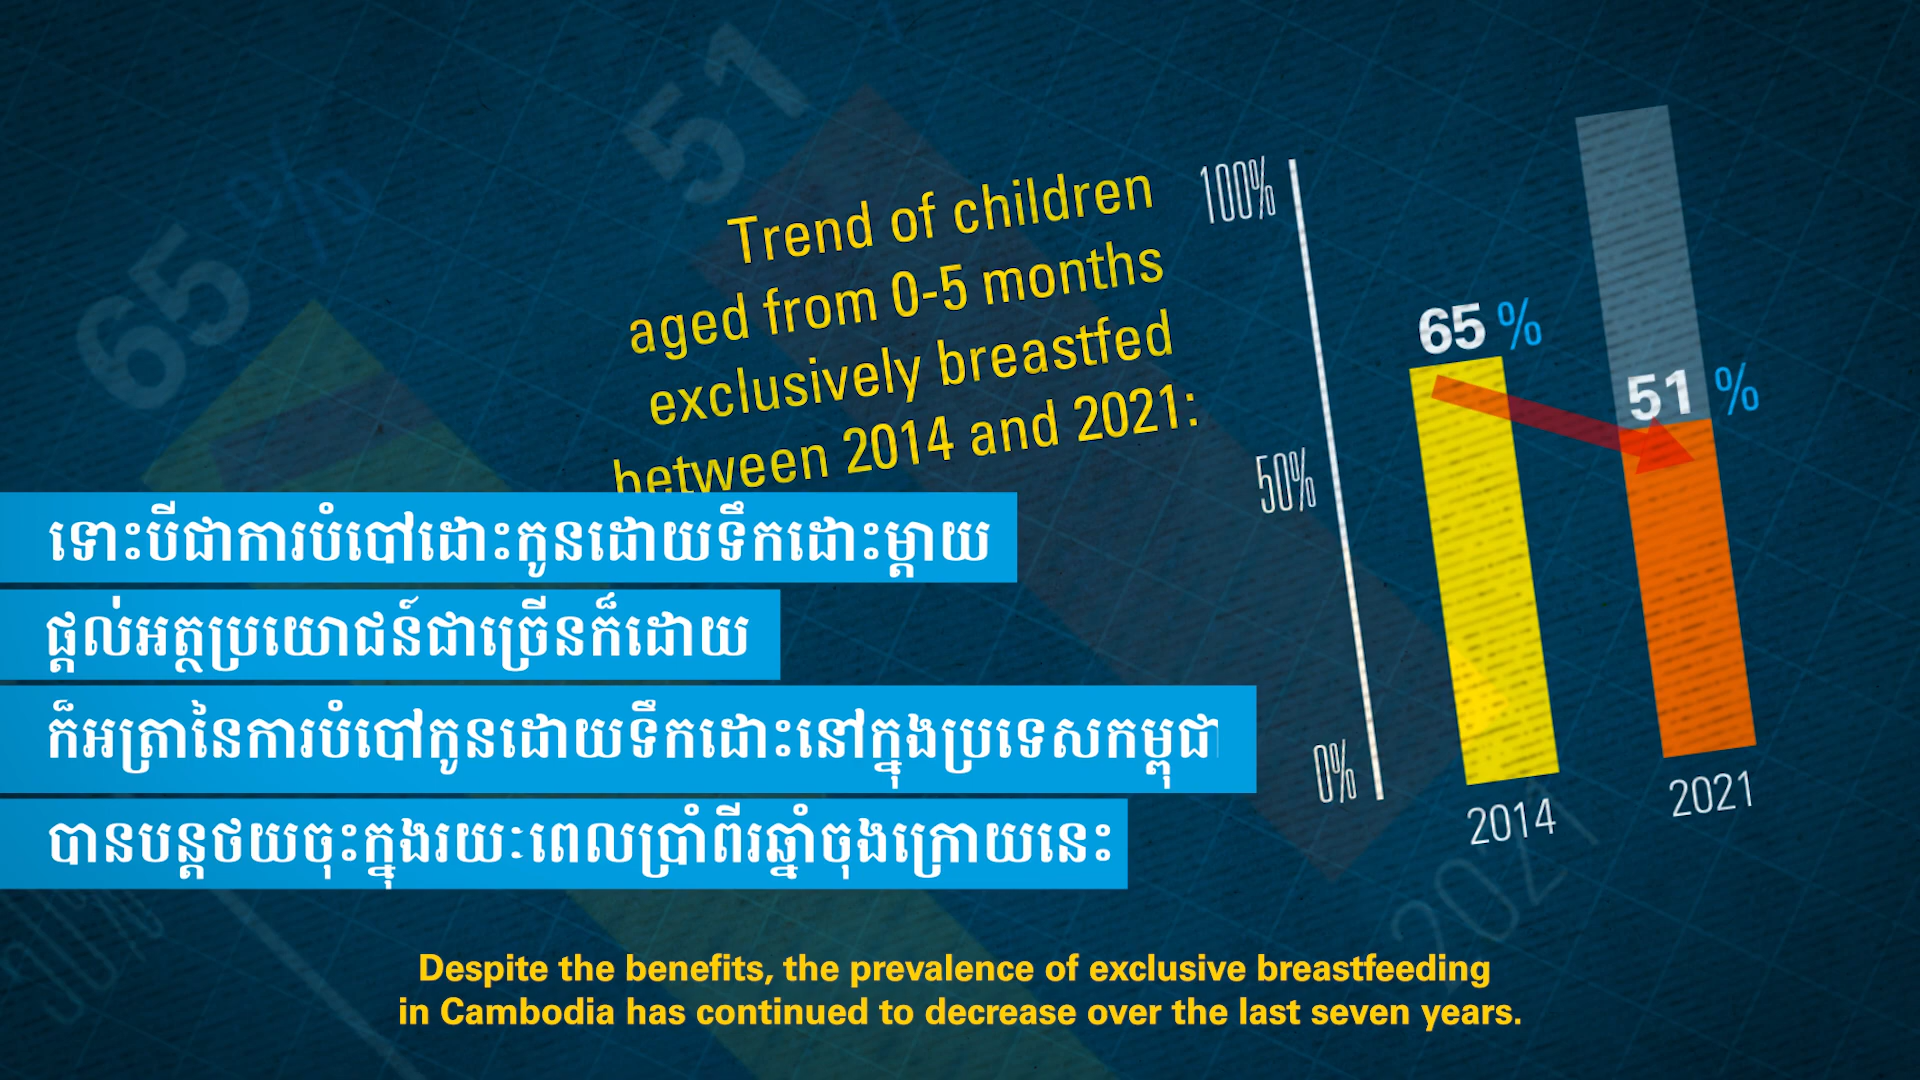 Trend of children
aged from 0-5 months
exclusively breastfed
between 2014 and 2021:
100%
50%
0%
65 %
51 %
2014
2021
ទោះបីជាការបំបៅដោះកូនដោយទឹកដោះម្ដាយ
ផ្ដល់អត្ថប្រយោជន៍ជាច្រើនក៏ដោយ
ក៏អត្រានៃការបំបៅកូនដោយទឹកដោះនៅក្នុងប្រទេសកម្ពុជា
បានបន្តថយចុះក្នុងរយៈពេលប្រាំពីរឆ្នាំចុងក្រោយនេះ
Despite the benefits, the prevalence of exclusive breastfeeding
in Cambodia has continued to decrease over the last seven years.
65 %
51
2021
50%